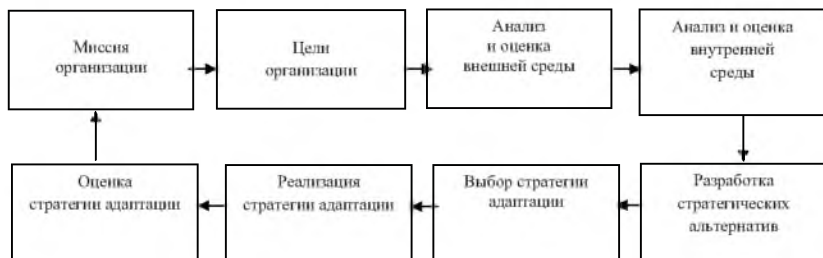 Миссия
организации
Цели
организации
Анализ
и оценка
внешней среды
Анализ и оценка
внутренней
среды
Оценка
стратегии адаптации
Реализация
стратегии адаптации
Выбор стратегии
адаптации
Разработка
стратегических
альтернатив